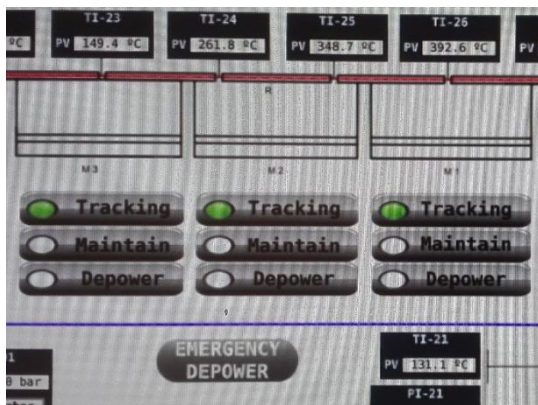 TI-23
TI-24
TI-25
TI-26
ºC
PV 149.4 ºC
PV 261.8 ºC
PV 348.7 ºC
PV 392.6 ºC
PV
R
M3
M2
M1
Tracking
Tracking
Tracking
Maintain
Maintain
Maintain
Depower
Depower
Depower
EMERGENCY
DEPOWER
TI-21
PV 131.1 ºC
PI-21
bar